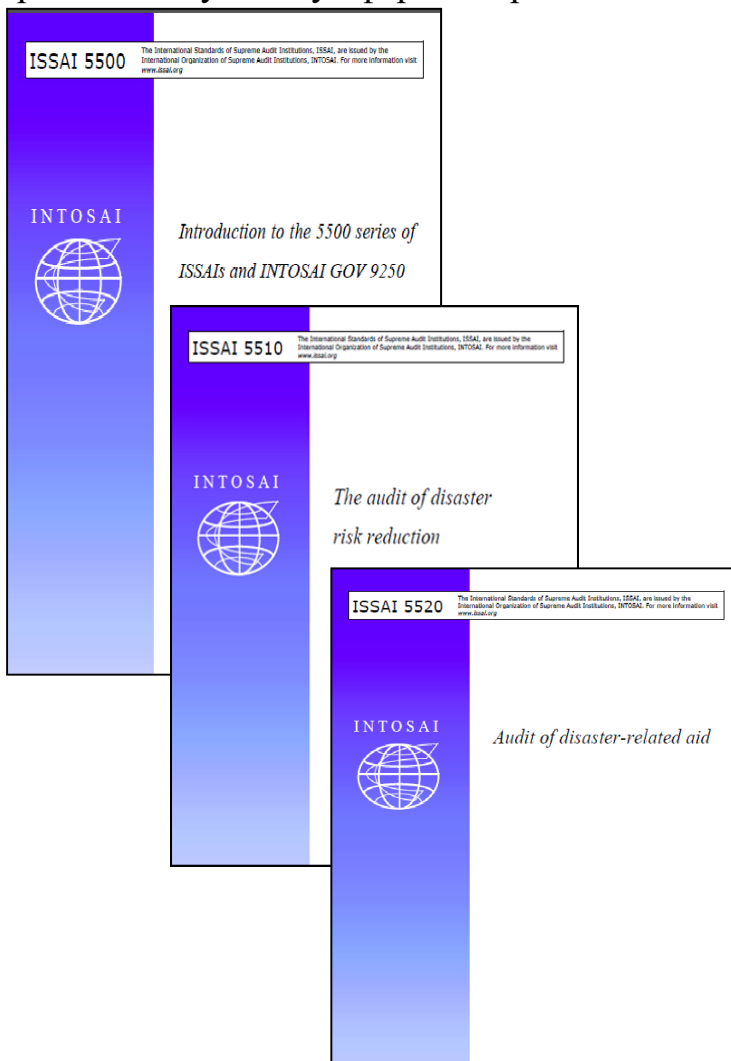 ISSAI 5500
The International Standards of Supreme Audit Institutions, ISSAI, are issued by the
International Organization of Supreme Audit Institutions, INTOSAI. For more information visit
www.issai.org
INTOSAI
Introduction to the 5500 series of
ISSAIs and INTOSAI GOV 9250
ISSAI 5510
The International Standards of Supreme Audit Institutions, ISSAI, are issued by the
International Organization of Supreme Audit Institutions, INTOSAI. For more information visit
www.issai.org
INTOSAI
The audit of disaster
risk reduction
ISSAI 5520
The International Standards of Supreme Audit Institutions, ISSAI, are issued by the
International Organization of Supreme Audit Institutions, INTOSAI. For more information visit
www.issai.org
INTOSAI
Audit of disaster-related aid